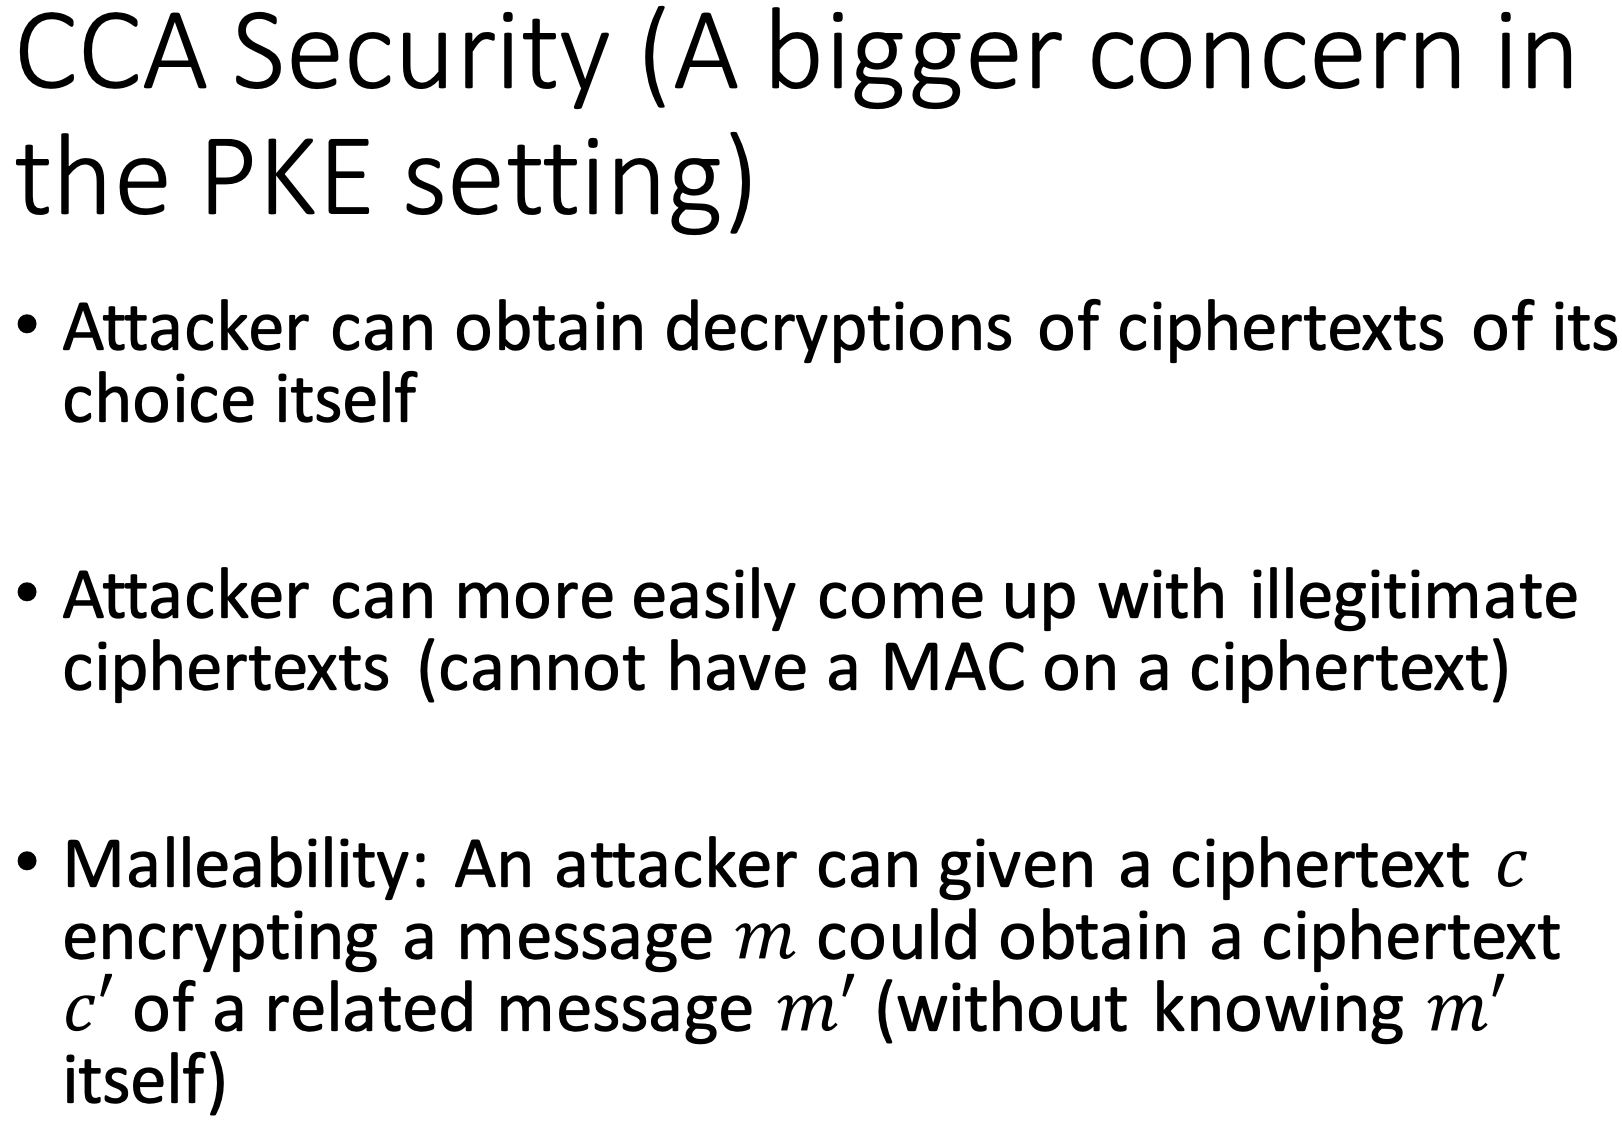 CCA Security (A bigger concern in
the PKE setting)
• Attacker can obtain decryptions of ciphertexts of its
choice itself
• Attacker can more easily come up with illegitimate
ciphertexts (cannot have a MAC on a ciphertext)
• Malleability: An attacker can given a ciphertext c
encrypting a message m could obtain a ciphertext
c′ of a related message m′ (without knowing m′
itself)